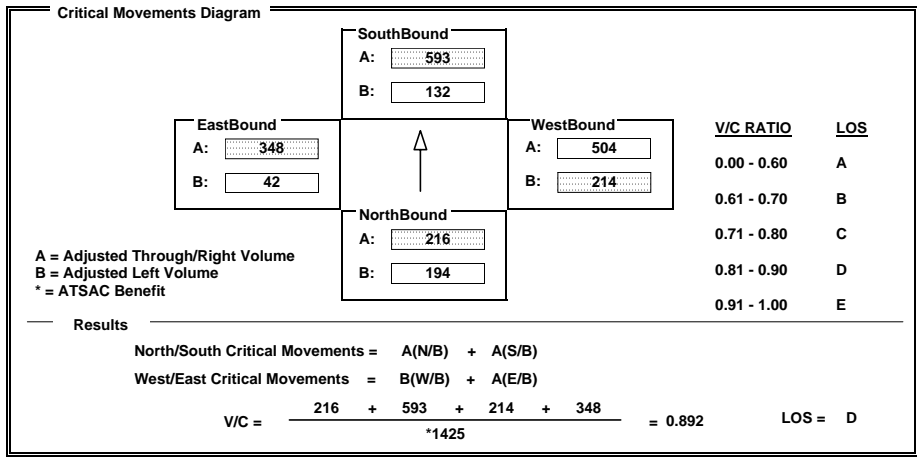 Critical Movements Diagram
SouthBound
A: 593
B: 132
EastBound
A: 348
B: 42
WestBound
A: 504
B: 214
NorthBound
A: 216
B: 194
V/C RATIO LOS
0.00 - 0.60 A
0.61 - 0.70 B
0.71 - 0.80 C
0.81 - 0.90 D
0.91 - 1.00 E
A = Adjusted Through/Right Volume
B = Adjusted Left Volume
* = ATSAC Benefit
Results
North/South Critical Movements = A(N/B) + A(S/B)
West/East Critical Movements = B(W/B) + A(E/B)
216 + 593 + 214 + 348
V/C = = 0.892 LOS = D
*1425